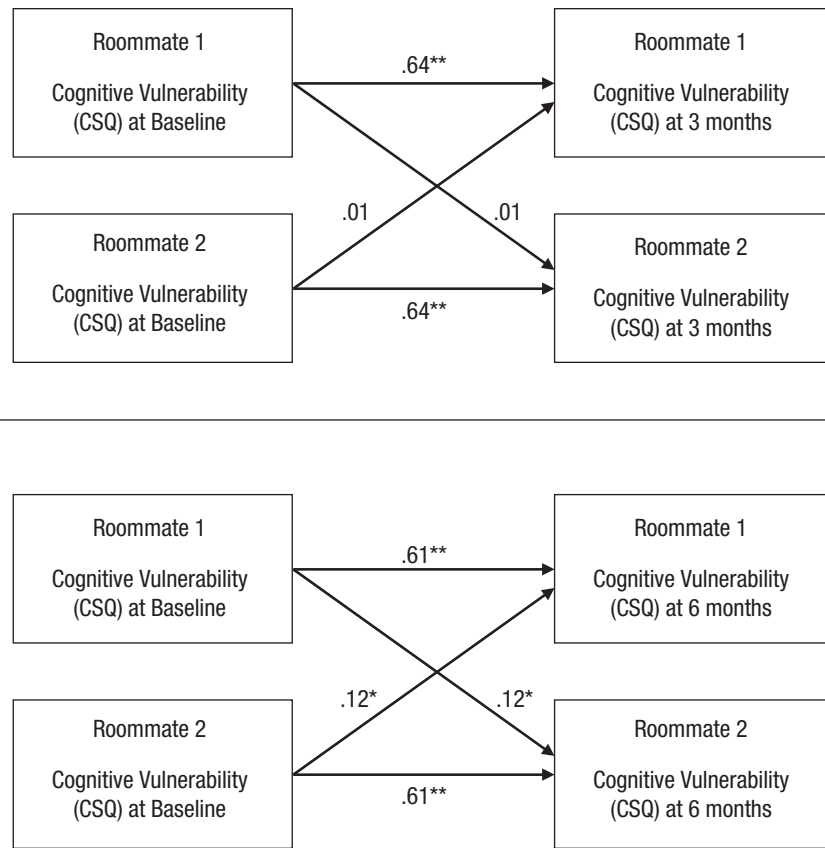 Roommate 1
Cognitive Vulnerability
(CSQ) at Baseline
.64**
Roommate 1
Cognitive Vulnerability
(CSQ) at 3 months
.01
.01
Roommate 2
Cognitive Vulnerability
(CSQ) at Baseline
.64**
Roommate 2
Cognitive Vulnerability
(CSQ) at 3 months
Roommate 1
Cognitive Vulnerability
(CSQ) at Baseline
.61**
Roommate 1
Cognitive Vulnerability
(CSQ) at 6 months
.12*
.12*
Roommate 2
Cognitive Vulnerability
(CSQ) at Baseline
.61**
Roommate 2
Cognitive Vulnerability
(CSQ) at 6 months